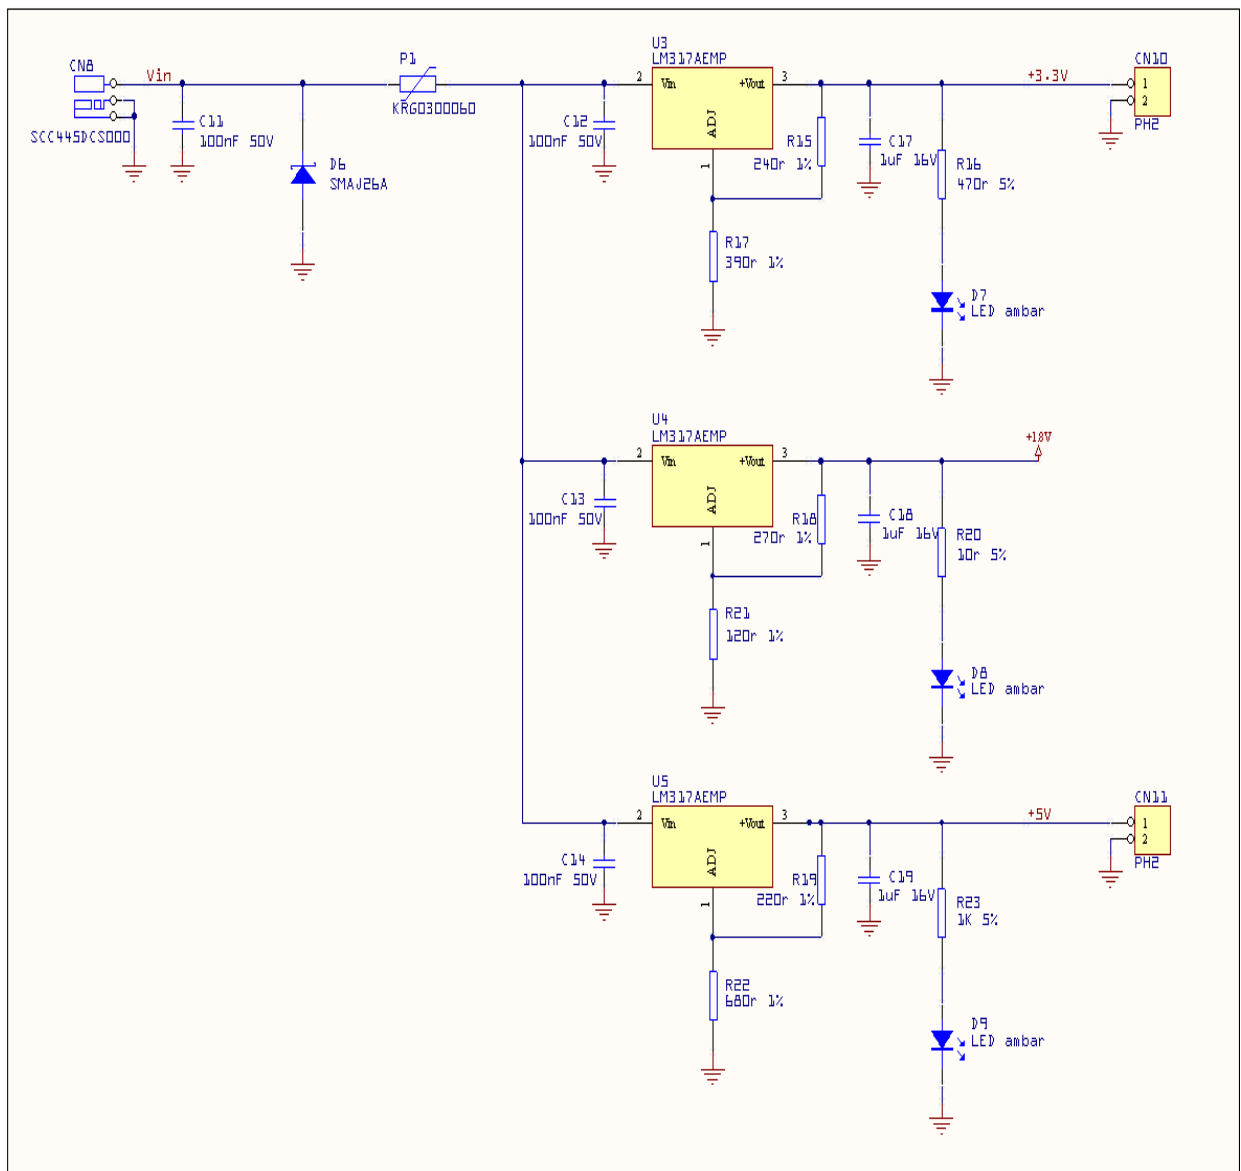 CN8
Vin
SCC445DCS000
C11
100nF 50V
D6
SMAJ26A
P1
KRG0300060
C12
100nF 50V
U3
LM317AEMP
2
Vin
+Vout
3
ADJ
1
R15
240r 1%
R17
390r 1%
C17
1uF 16V
R16
470r 5%
D7
LED ambar
+3.3V
CN10
1
2
PH2
C13
100nF 50V
U4
LM317AEMP
2
Vin
+Vout
3
ADJ
1
R18
270r 1%
R21
120r 1%
C18
1uF 16V
R20
10r 5%
D8
LED ambar
+1.8V
C14
100nF 50V
U5
LM317AEMP
2
Vin
+Vout
3
ADJ
1
R19
220r 1%
R22
680r 1%
C19
1uF 16V
R23
1K 5%
D9
LED ambar
+5V
CN11
1
2
PH2